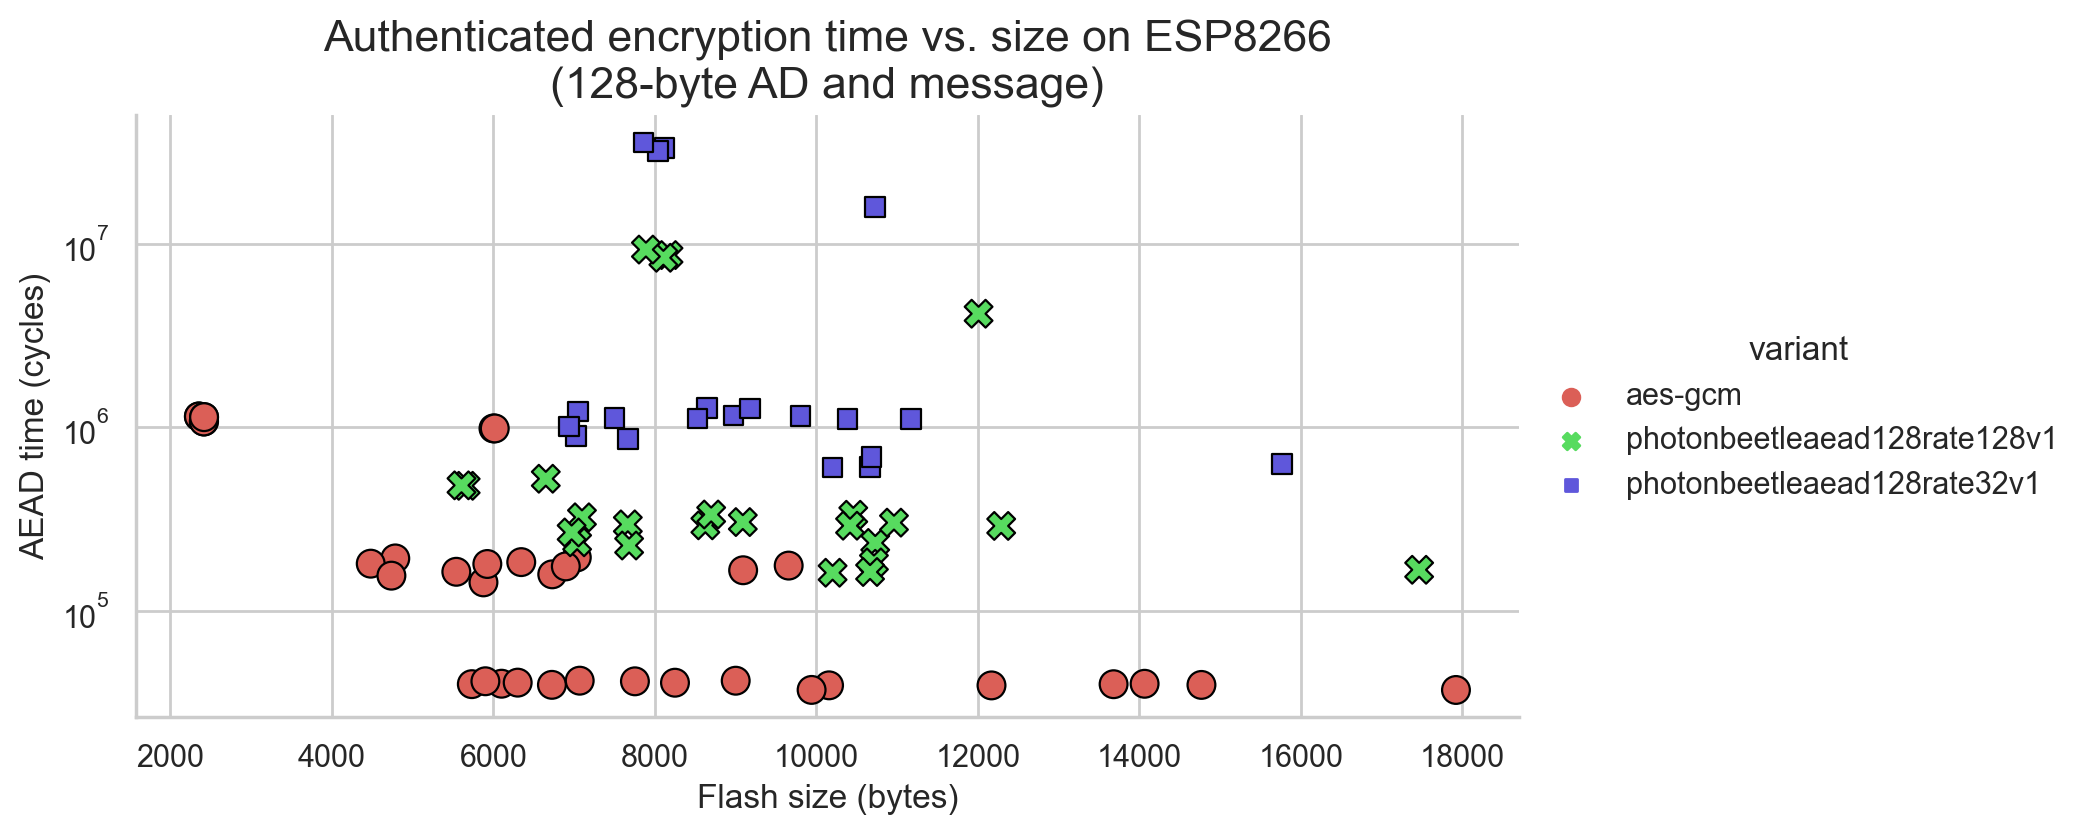 Authenticated encryption time vs. size on ESP8266
(128-byte AD and message)
AEAD time (cycles)
10^7
10^6
10^5
2000 4000 6000 8000 10000 12000 14000 16000 18000
Flash size (bytes)
variant
aes-gcm
photonbeetleaead128rate128v1
photonbeetleaead128rate32v1